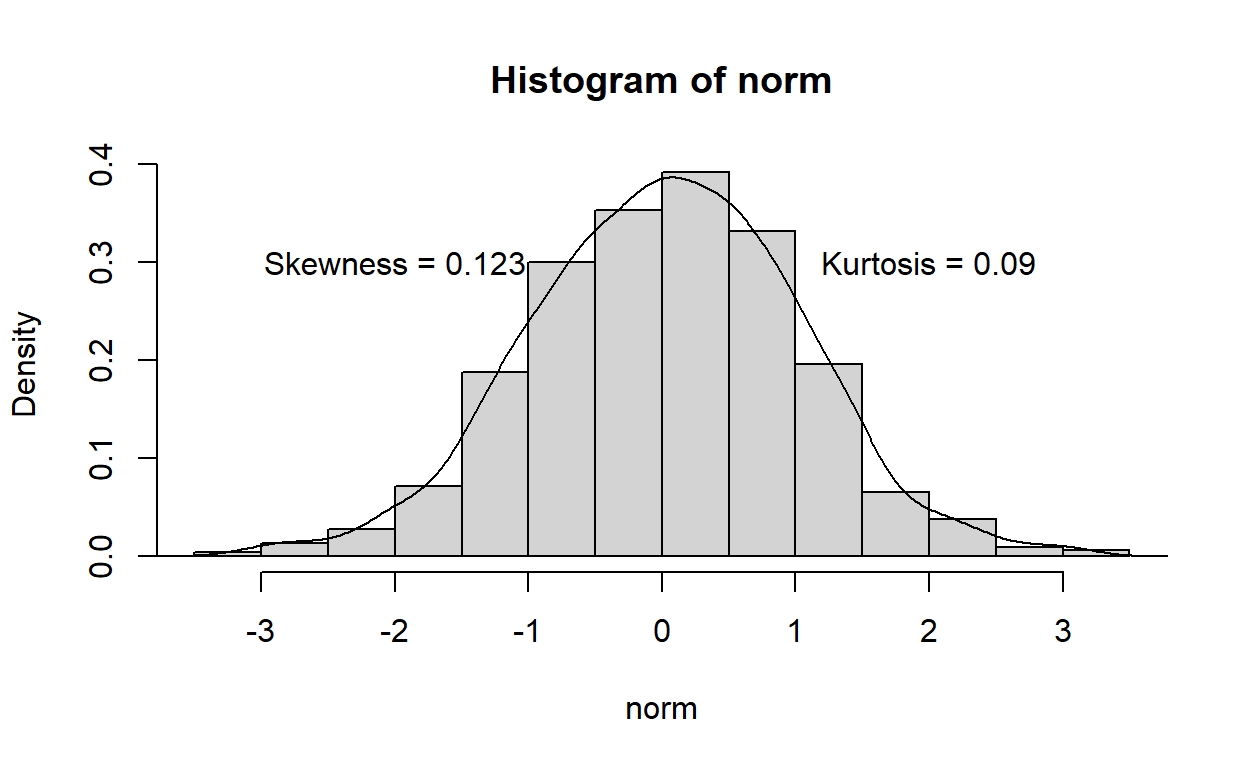 Histogram of norm
0.4
0.3
0.2
0.1
0.0
Density
Skewness = 0.123
Kurtosis = 0.09
-3 -2 -1 0 1 2 3
norm